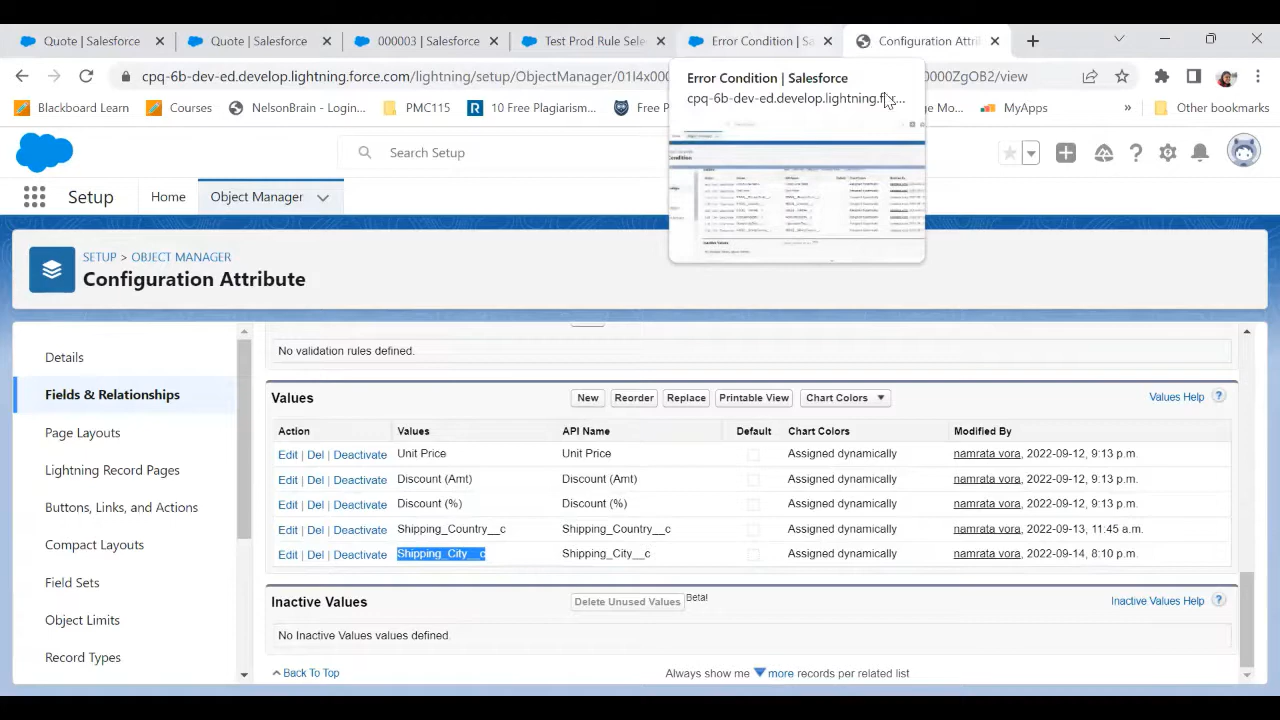 Quote | Salesforce
Quote | Salesforce
000003 | Salesforce
Test Prod Rule Sele
Error Condition | Sa
Configuration Attri
cpq-6b-dev-ed.develop.lightning.force.com/lightning/setup/ObjectManager/01I4x000
0000ZgOB2/view
Error Condition | Salesforce
cpq-6b-dev-ed.develop.lightning.f
Blackboard Learn
Courses
NelsonBrain - Login...
PMC115
10 Free Plagiarism...
Free P
MyApps
»
Other bookmarks
Search Setup
Setup
Home
Object Manager
SETUP > OBJECT MANAGER
Configuration Attribute
Details
Fields & Relationships
Page Layouts
Lightning Record Pages
Buttons, Links, and Actions
Compact Layouts
Field Sets
Object Limits
Record Types
No validation rules defined.
Values New Reorder Replace Printable View Chart Colors Values Help ?
Action Values API Name Default Chart Colors Modified By
Edit | Del | Deactivate Unit Price Unit Price Assigned dynamically namrata vora, 2022-09-12, 9:13 p.m.
Edit | Del | Deactivate Discount (Amt) Discount (Amt) Assigned dynamically namrata vora, 2022-09-12, 9:13 p.m.
Edit | Del | Deactivate Discount (%) Discount (%) Assigned dynamically namrata vora, 2022-09-12, 9:13 p.m.
Edit | Del | Deactivate Shipping_Country__c Shipping_Country__c Assigned dynamically namrata vora, 2022-09-13, 11:45 a.m.
Edit | Del | Deactivate Shipping_City__c Shipping_City__c Assigned dynamically namrata vora, 2022-09-14, 8:10 p.m.
Inactive Values Delete Unused Values Beta! Inactive Values Help ?
No Inactive Values values defined.
Back To Top
Always show me more records per related list